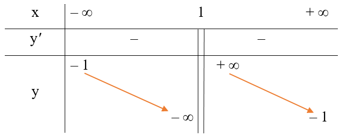 x – ∞ 1 + ∞
y′ – –
– 1 + ∞
y
– ∞ – 1